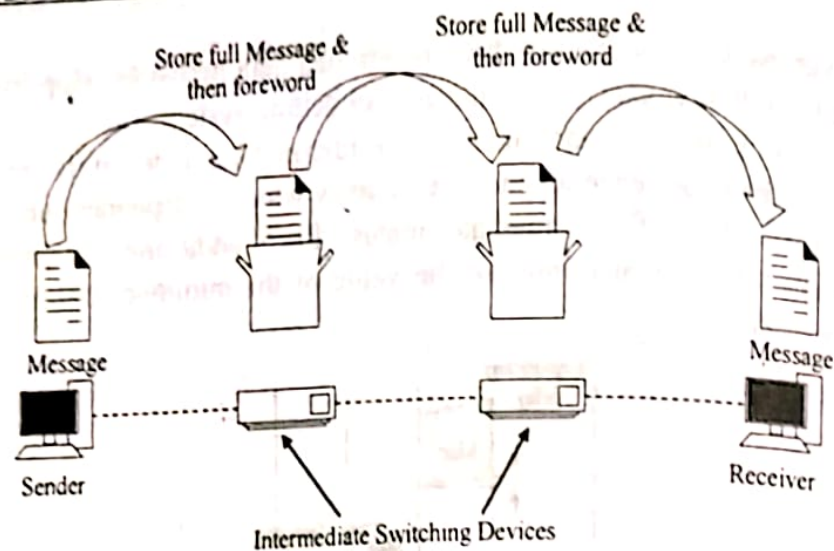 Store full Message &
then foreword
Store full Message &
then foreword
Message
Message
Sender
Receiver
Intermediate Switching Devices